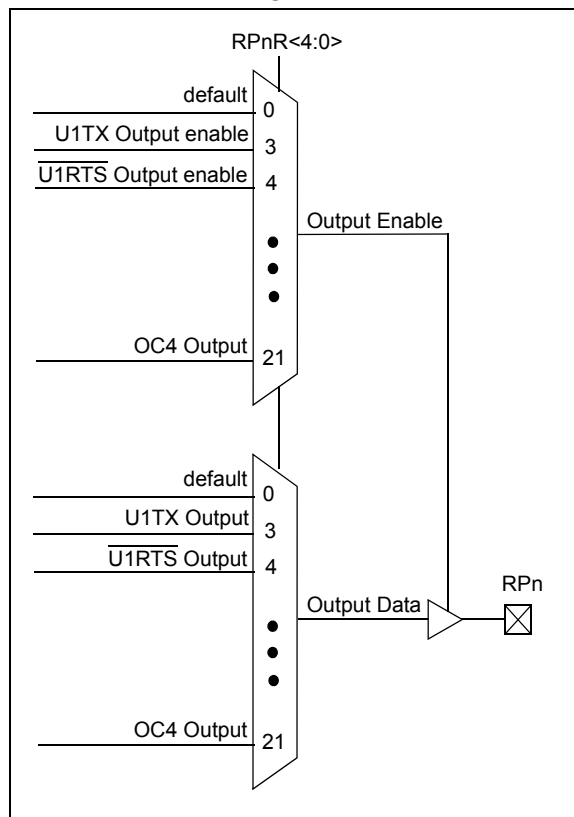 RPnR<4:0>
default
0
U1TX Output enable
3
U1RTS Output enable
4
Output Enable
OC4 Output
21
default
0
U1TX Output
3
U1RTS Output
4
RPn
Output Data
OC4 Output
21